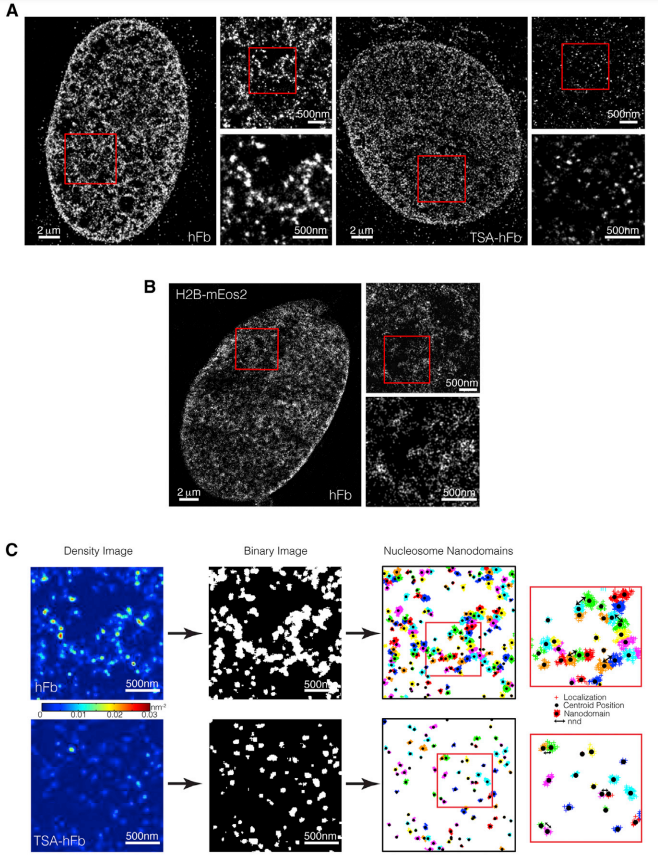 A
500nm
500nm
2 μm
hFb
500nm
2 μm
TSA-hFb
500nm
B
H2B-mEos2
500nm
2 μm
hFb
500nm
C
Density Image
Binary Image
Nucleosome Nanodomains
hFb
500nm
500nm
500nm
0
0.01
0.02
0.03
nm-2
Localization
Centroid Position
Nanodomain
nnd
TSA-hFb
500nm
500nm
500nm